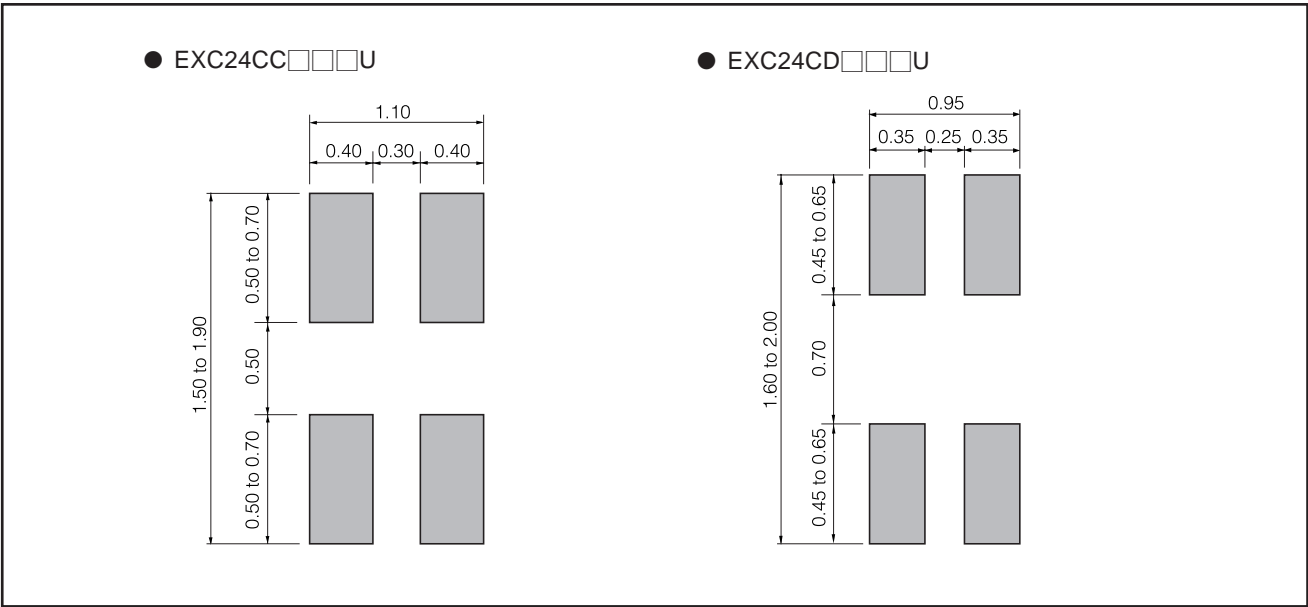 ● EXC24CC□□□U
1.10
0.40 0.30 0.40
0.50 to 0.70
0.50
0.50 to 0.70
1.50 to 1.90
● EXC24CD□□□U
0.95
0.35 0.25 0.35
0.45 to 0.65
0.70
0.45 to 0.65
1.60 to 2.00